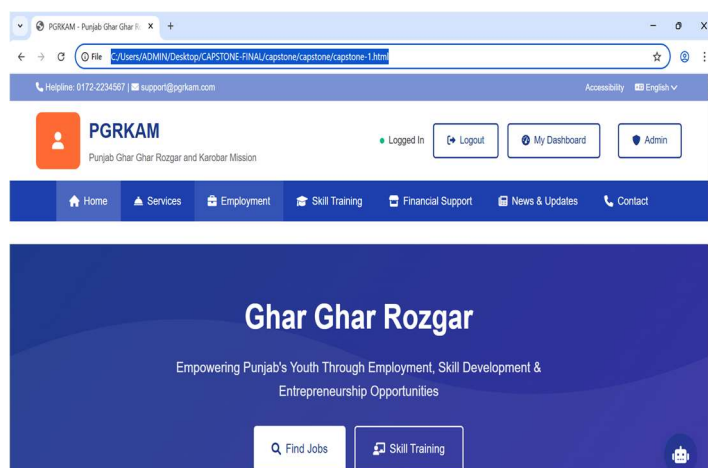 PGRKAM - Punjab Ghar Ghar R
File C:/Users/ADMIN/Desktop/CAPSTONE-FINAL/capstone/capstone/capstone-1.html
Helpline: 0172-2234567 | support@pgrkam.com Accessibility English
PGRKAM
Punjab Ghar Ghar Rozgar and Karobar Mission
Logged In Logout My Dashboard Admin
Home Services Employment Skill Training Financial Support News & Updates Contact
Ghar Ghar Rozgar
Empowering Punjab's Youth Through Employment, Skill Development &
Entrepreneurship Opportunities
Find Jobs Skill Training